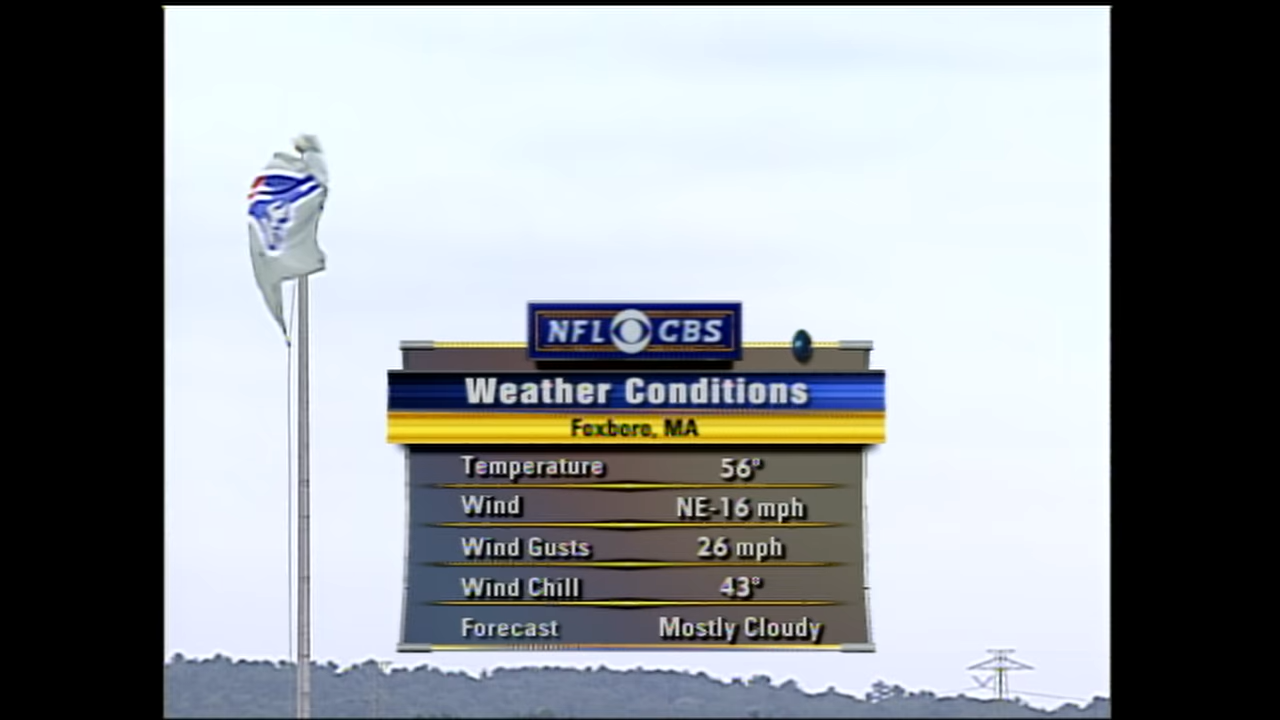 NFL CBS
Weather Conditions
Foxboro, MA
Temperature 56°
Wind NE-16 mph
Wind Gusts 26 mph
Wind Chill 43°
Forecast Mostly Cloudy